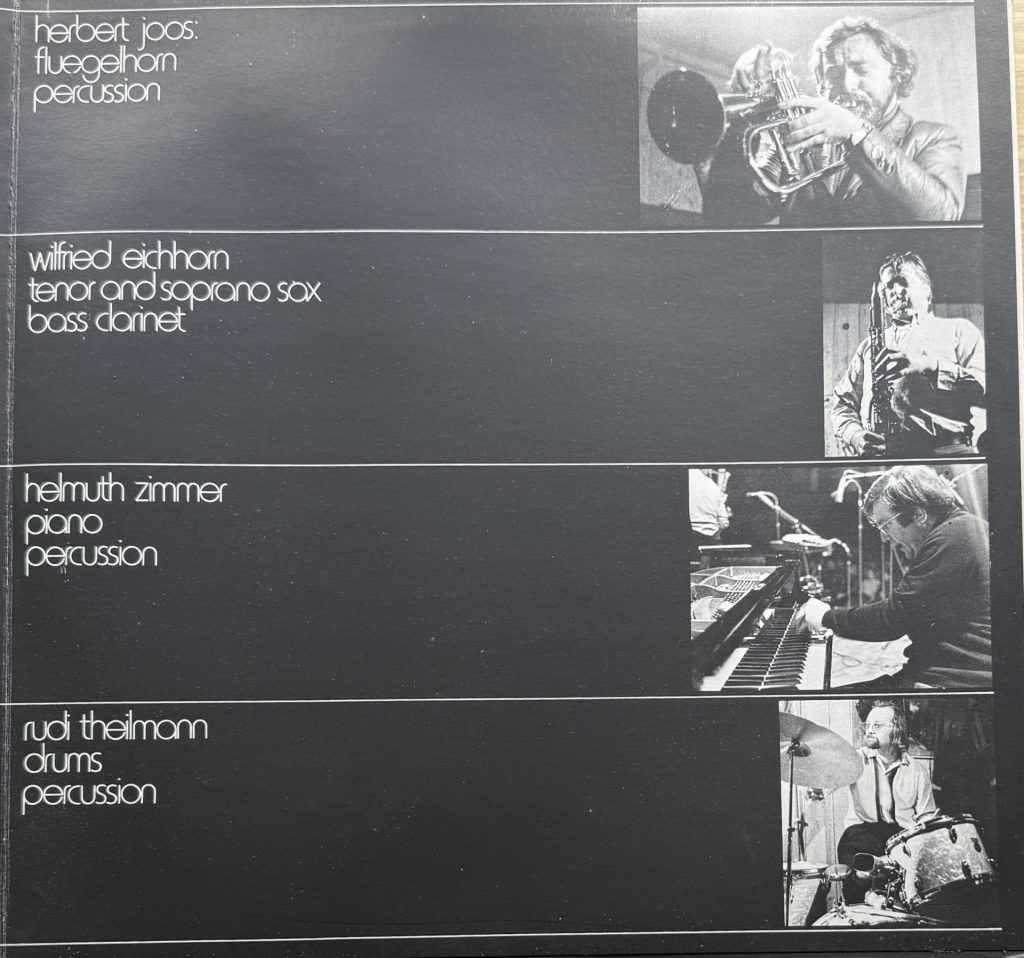 herbert joos:
fluegelhorn
percussion
wilfried eichhorn
tenor and soprano sax
bass clarinet
helmuth zimmer
piano
percussion
rudi theilmann
drums
percussion